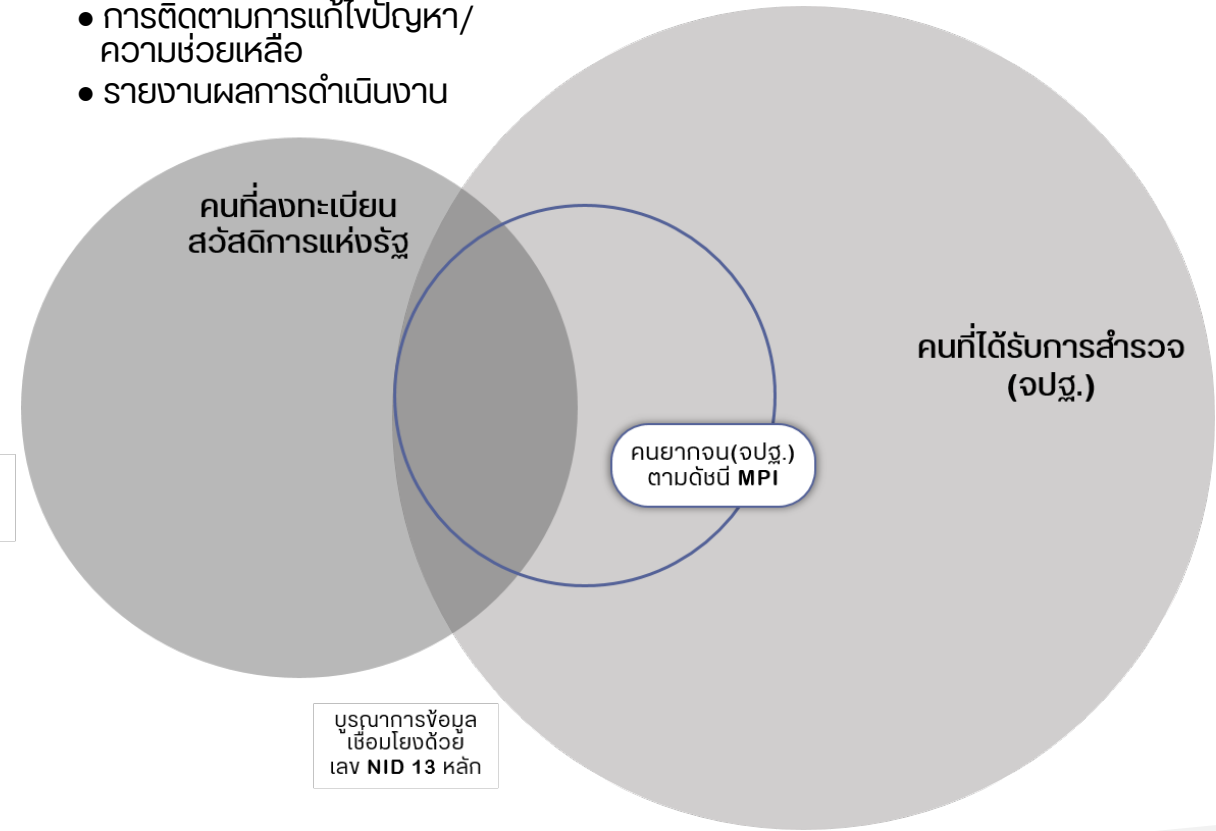 • การติดตามการแก้ไขปัญหา/
ความช่วยเหลือ
• รายงานผลการดำเนินงาน
คนที่ลงทะเบียน
สวัสดิการแห่งรัฐ
คนที่ได้รับการสำรวจ
(จปฐ.)
คนยากจน(จปฐ.)
ตามดัชนี MPI
บูรณาการข้อมูล
เชื่อมโยงด้วย
เลข NID 13 หลัก